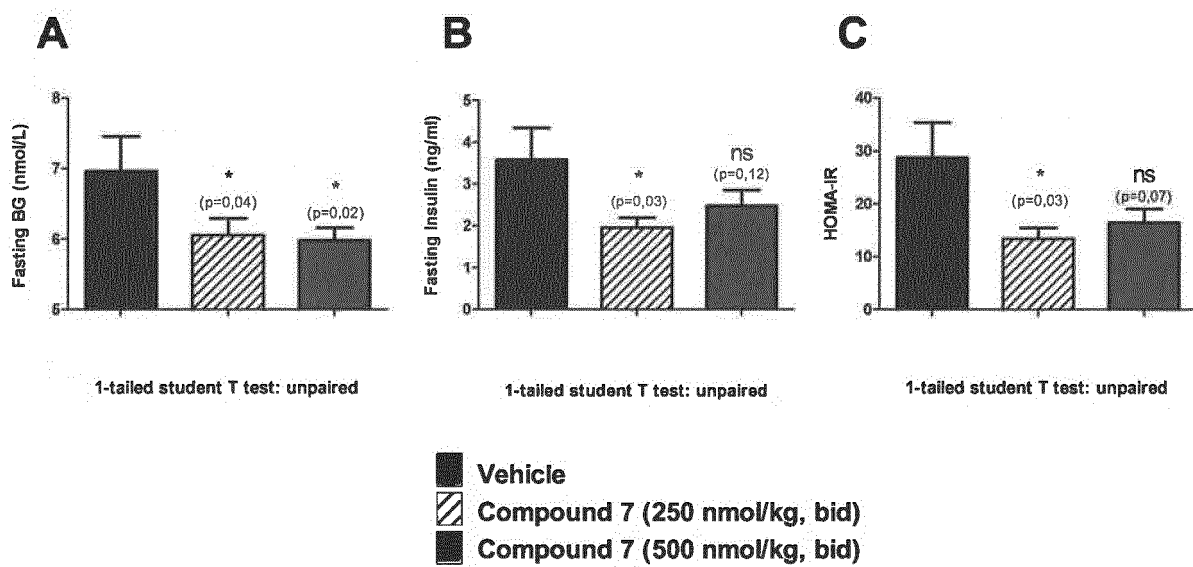 A
Fasting BG (nmol/L)
8
7
6
5
*
(p=0,04)
*
(p=0,02)
1-tailed student T test: unpaired
B
Fasting Insulin (ng/ml)
5
4
3
2
1
0
*
(p=0,03)
ns
(p=0,12)
1-tailed student T test: unpaired
C
HOMA-IR
40
30
20
10
0
*
(p=0,03)
ns
(p=0,07)
1-tailed student T test: unpaired
Vehicle
Compound 7 (250 nmol/kg, bid)
Compound 7 (500 nmol/kg, bid)